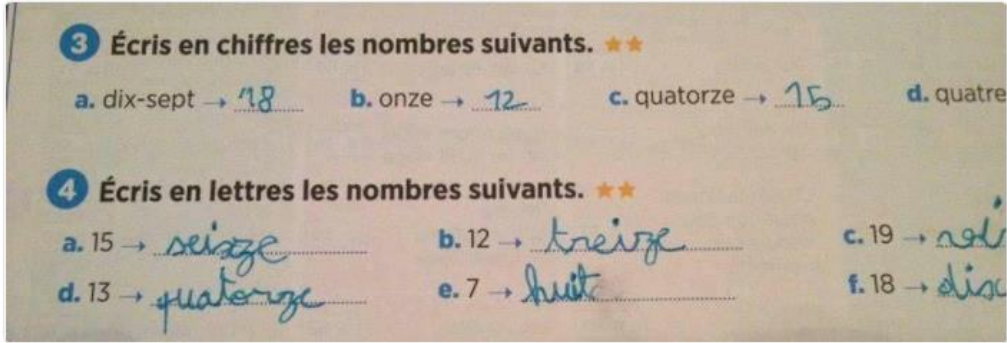 3 Écris en chiffres les nombres suivants.
a. dix-sept → 18 b. onze → 12 c. quatorze → 15 d. quatre
4 Écris en lettres les nombres suivants.
a. 15 → seizze b. 12 → treize c. 19 →
d. 13 → quatorze e. 7 → huit f. 18 →